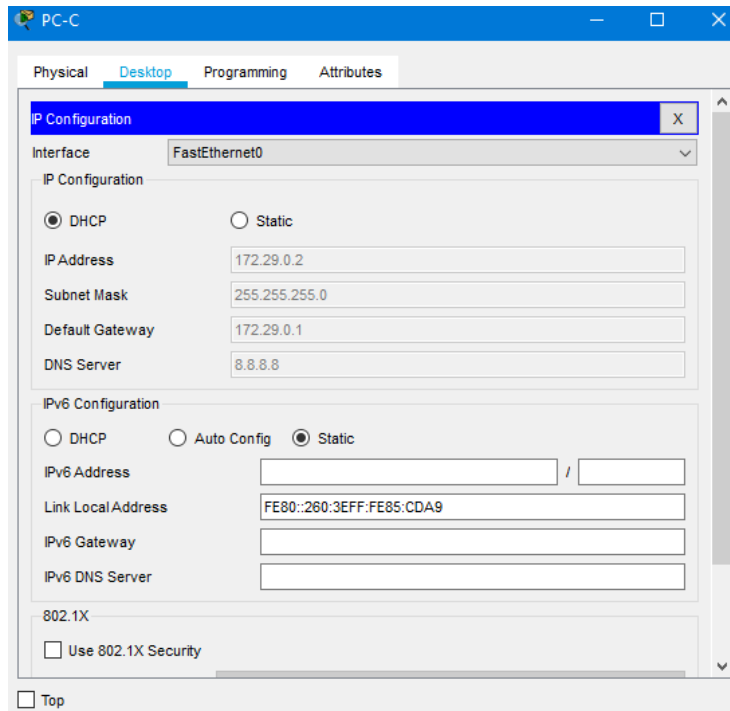 PC-C
Physical Desktop Programming Attributes
IP Configuration X
Interface FastEthernet0
IP Configuration
DHCP Static
IP Address 172.29.0.2
Subnet Mask 255.255.255.0
Default Gateway 172.29.0.1
DNS Server 8.8.8.8
IPv6 Configuration
DHCP Auto Config Static
IPv6 Address /
Link Local Address FE80::260:3EFF:FE85:CDA9
IPv6 Gateway
IPv6 DNS Server
802.1X
Use 802.1X Security
Top